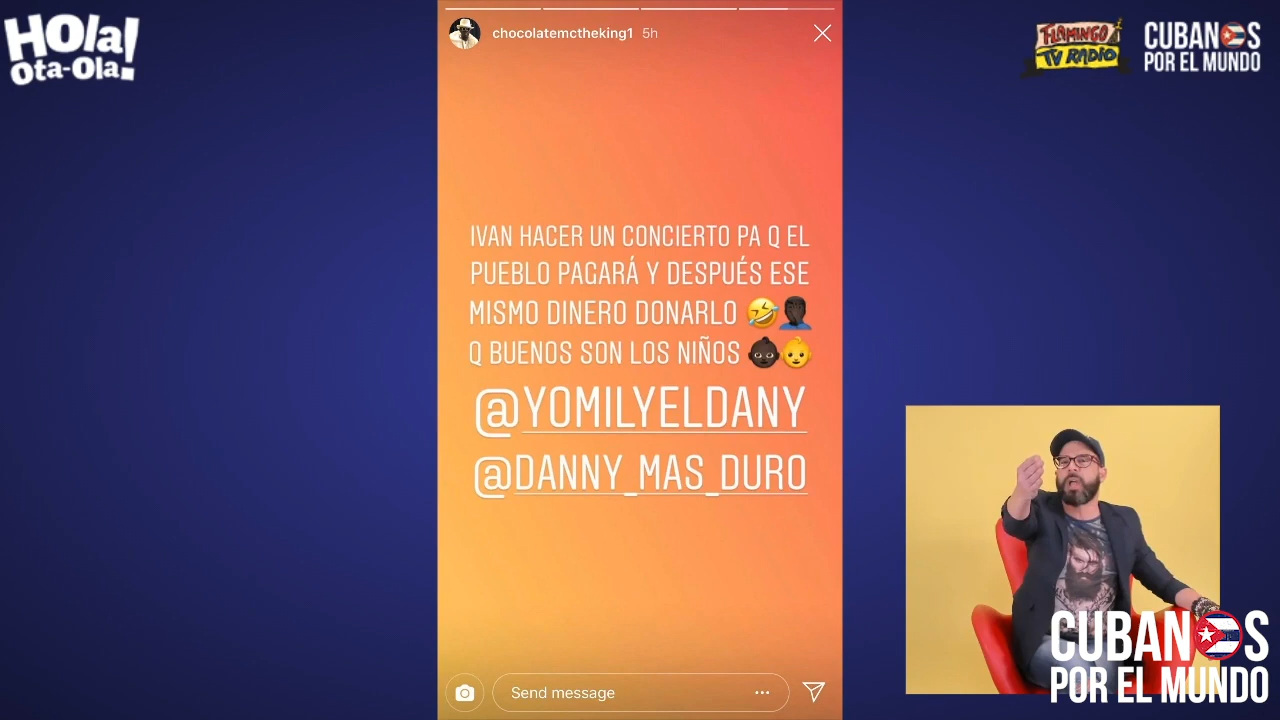 Hola!
Ota-Ola!
FLAMINGO
TV RADIO
CUBANOS
POR EL MUNDO
chocolatemctheking1 5h
IVAN HACER UN CONCIERTO PA Q EL
PUEBLO PAGARÁ Y DESPUÉS ESE
MISMO DINERO DONARLO 🤣🤦🏿‍♂️
Q BUENOS SON LOS NIÑOS 👶🏿👶
@YOMILYELDANY
@DANNY_MAS_DURO
Send message
CUBANOS
POR EL MUNDO